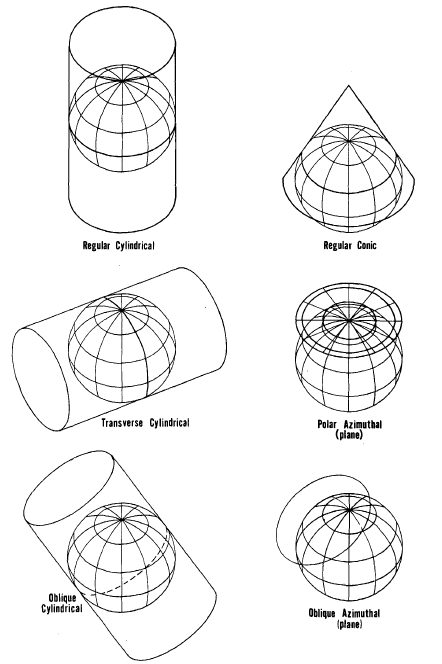 Regular Cylindrical
Regular Conic
Transverse Cylindrical
Polar Azimuthal
(plane)
Oblique
Cylindrical
Oblique Azimuthal
(plane)